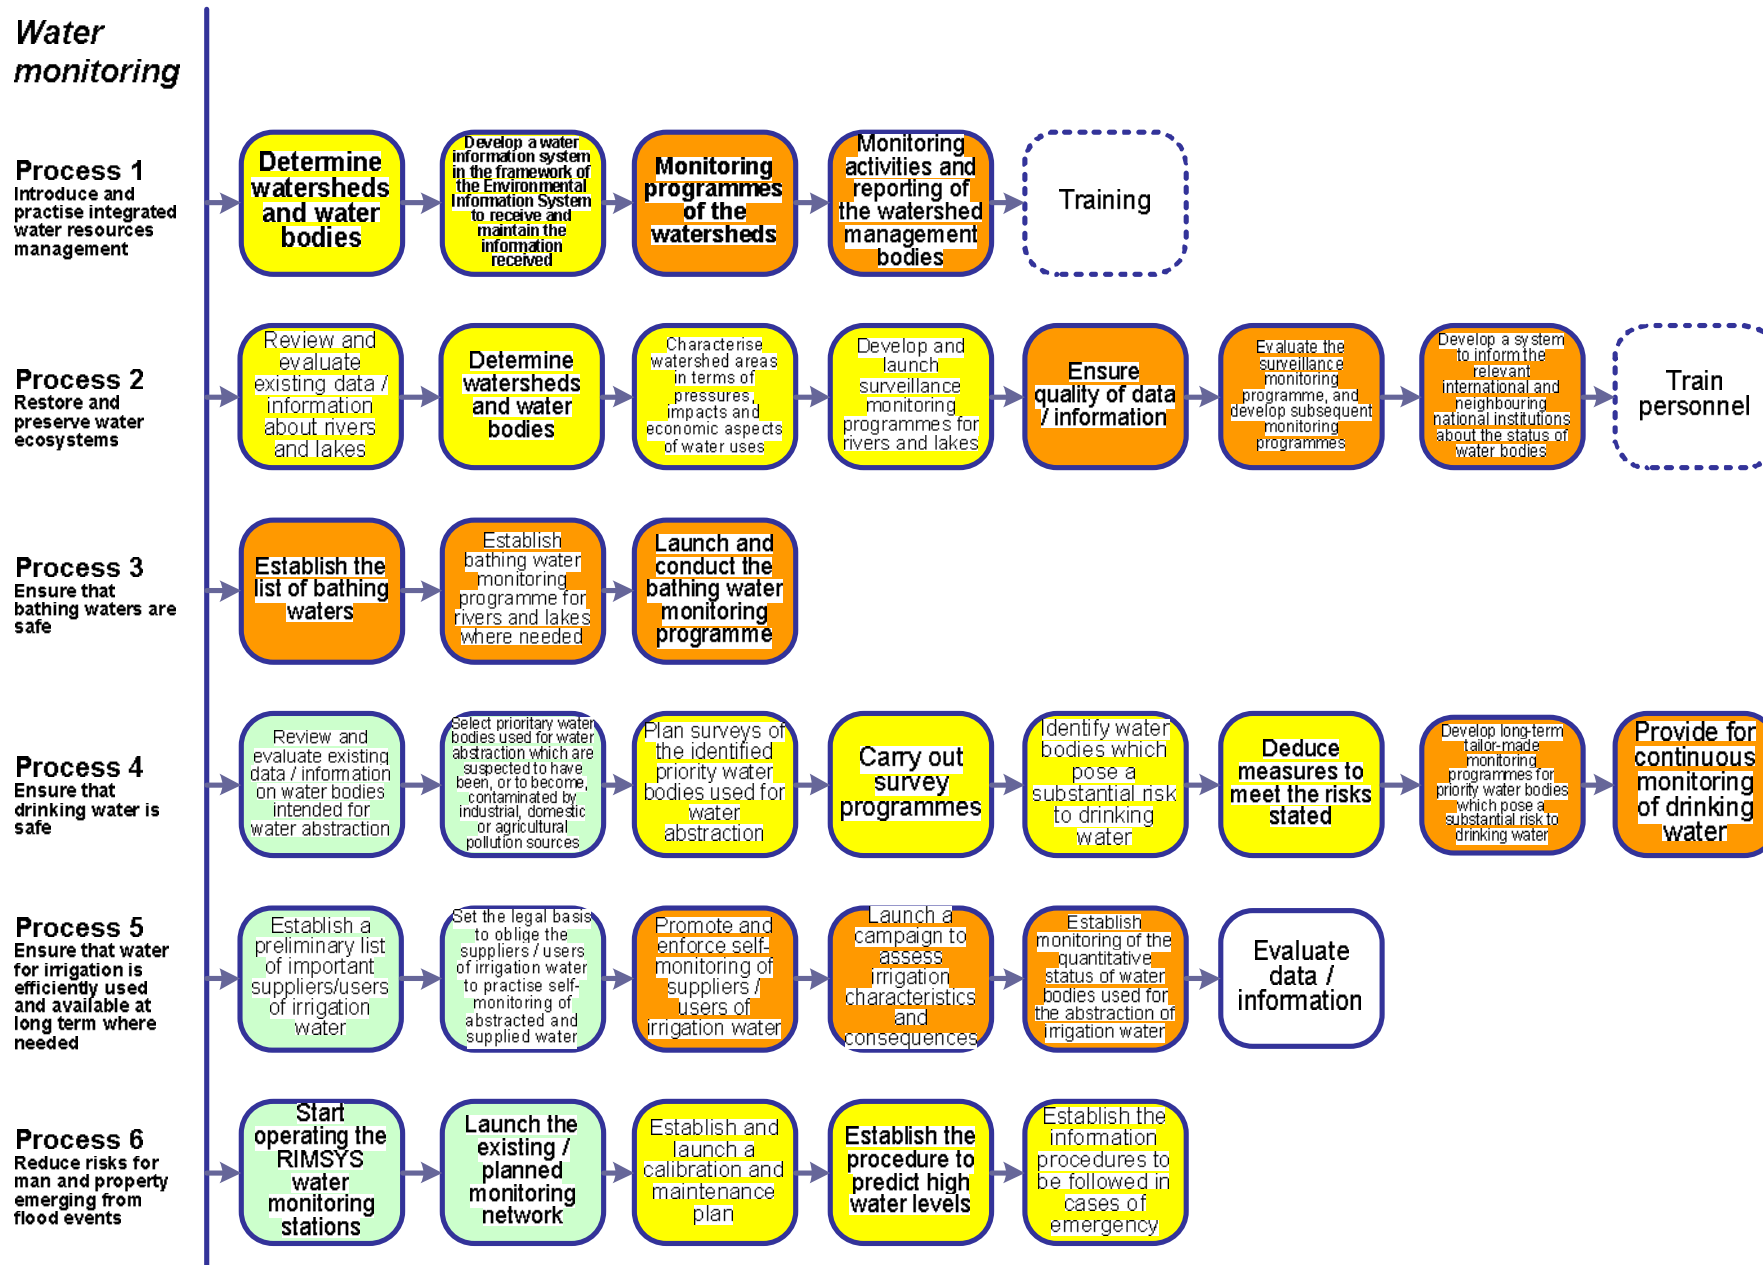 Water
monitoring
Process 1
Introduce and
practise integrated
water resources
management
Determine
watersheds
and water
bodies
Develop a water
information system
in the framework of
the Environmental
Information System
to receive and
maintain the
information
received
Monitoring
programmes
of the
watersheds
Monitoring
activities and
reporting of
the watershed
management
bodies
Training
Process 2
Restore and
preserve water
ecosystems
Review and
evaluate
existing data /
information
about rivers
and lakes
Determine
watersheds
and water
bodies
Characterise
watershed areas
in terms of
pressures,
impacts and
economic aspects
of water uses
Develop and
launch
surveillance
monitoring
programmes for
rivers and lakes
Ensure
quality of data
/ information
Evaluate the
surveillance
monitoring
programme, and
develop subsequent
monitoring
programmes
Develop a system
to inform the
relevant
international and
neighbouring
national institutions
about the status of
water bodies
Train
personnel
Process 3
Ensure that
bathing waters are
safe
Establish the
list of bathing
waters
Establish
bathing water
monitoring
programme for
rivers and lakes
where needed
Launch and
conduct the
bathing water
monitoring
programme
Process 4
Ensure that
drinking water is
safe
Review and
evaluate existing
data / information
on water bodies
intended for
water abstraction
Select prioritary water
bodies used for water
abstraction which are
suspected to have
been, or to become,
contaminated by
industrial, domestic
or agricultural
pollution sources
Plan surveys of
the identified
priority water
bodies used for
water
abstraction
Carry out
survey
programmes
Identify water
bodies which
pose a
substantial risk
to drinking
water
Deduce
measures to
meet the risks
stated
Develop long-term
tailor-made
monitoring
programmes for
priority water bodies
which pose a
substantial risk to
drinking water
Provide for
continuous
monitoring
of drinking
water
Process 5
Ensure that water
for irrigation is
efficiently used
and available at
long term where
needed
Establish a
preliminary list
of important
suppliers/users
of irrigation
water
Set the legal basis
to oblige the
suppliers / users
of irrigation water
to practise self-
monitoring of
abstracted and
supplied water
Promote and
enforce self-
monitoring of
suppliers /
users of
irrigation water
Launch a
campaign to
assess
irrigation
characteristics
and
consequences
Establish
monitoring of the
quantitative
status of water
bodies used for
the abstraction of
irrigation water
Evaluate
data /
information
Process 6
Reduce risks for
man and property
emerging from
flood events
Start
operating the
RIMSYS
water
monitoring
stations
Launch the
existing /
planned
monitoring
network
Establish and
launch a
calibration and
maintenance
plan
Establish the
procedure to
predict high
water levels
Establish the
information
procedures to
be followed in
cases of
emergency